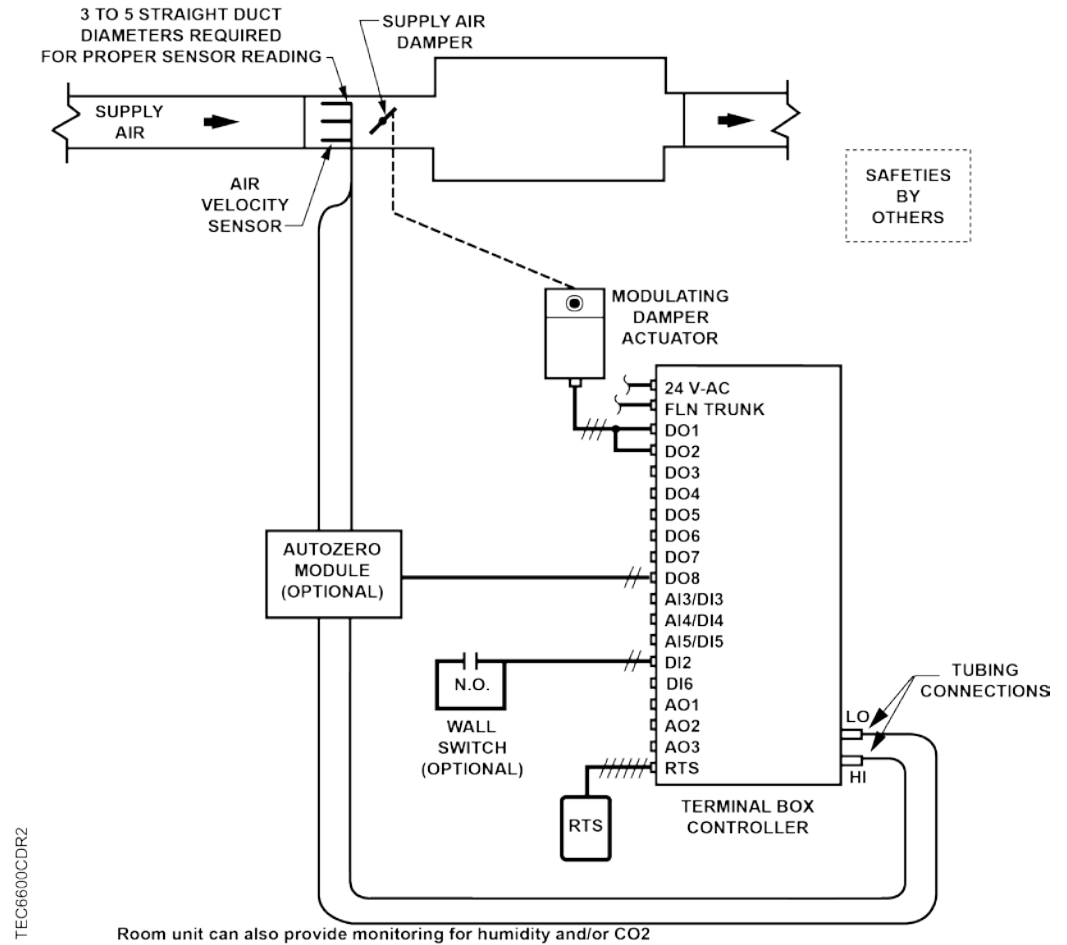 3 TO 5 STRAIGHT DUCT
DIAMETERS REQUIRED
FOR PROPER SENSOR READING
SUPPLY AIR
DAMPER
SUPPLY
AIR
AIR
VELOCITY
SENSOR
SAFETIES
BY
OTHERS
MODULATING
DAMPER
ACTUATOR
24 V-AC
FLN TRUNK
DO1
DO2
DO3
DO4
DO5
DO6
DO7
DO8
AI3/DI3
AI4/DI4
AI5/DI5
DI2
DI6
AO1
AO2
AO3
RTS
AUTOZERO
MODULE
(OPTIONAL)
N.O.
WALL
SWITCH
(OPTIONAL)
RTS
LO
HI
TUBING
CONNECTIONS
TERMINAL BOX
CONTROLLER
TEC6600CDR2
Room unit can also provide monitoring for humidity and/or CO2